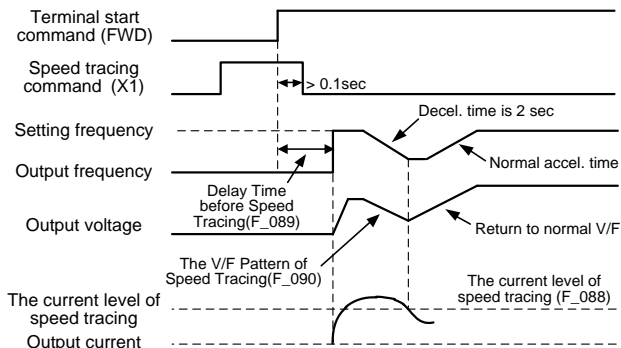 Terminal start
command (FWD)
Speed tracing
command (X1)
> 0.1sec
Decel. time is 2 sec
Setting frequency
Normal accel. time
Output frequency
Delay Time
before Speed
Tracing(F_089)
Output voltage
Return to normal V/F
The V/F Pattern of
Speed Tracing(F_090)
The current level of
speed tracing (F_088)
The current level of
speed tracing
Output current